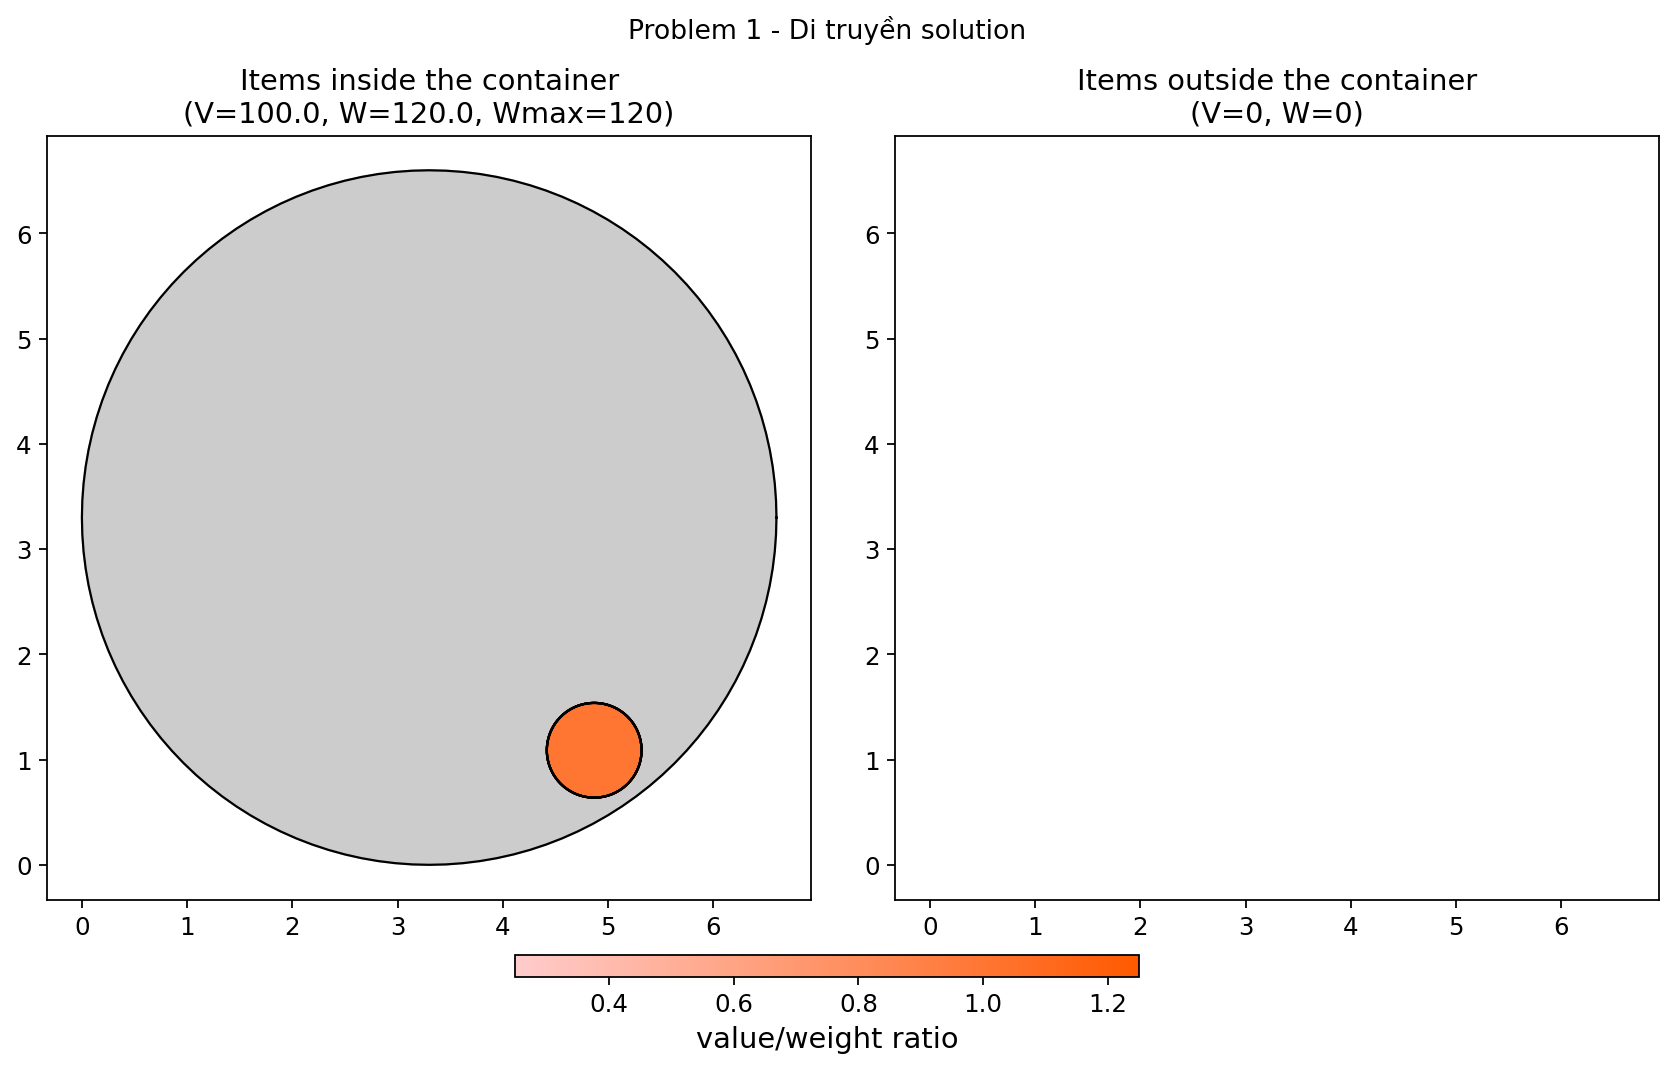 Problem 1 - Di truyền solution
Items inside the container
(V=100.0, W=120.0, Wmax=120)
Items outside the container
(V=0, W=0)
6
5
4
3
2
1
0
0 1 2 3 4 5 6
6
5
4
3
2
1
0
0 1 2 3 4 5 6
0.4 0.6 0.8 1.0 1.2
value/weight ratio